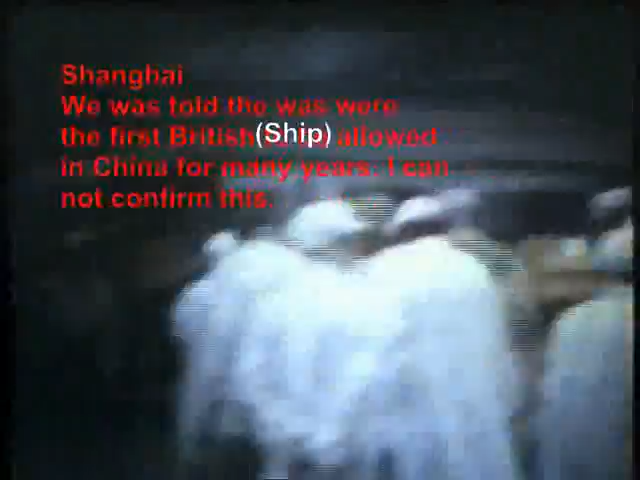 Shanghai
We was told the was were
the first British (Ship) allowed
in China for many years. I can
not confirm this.